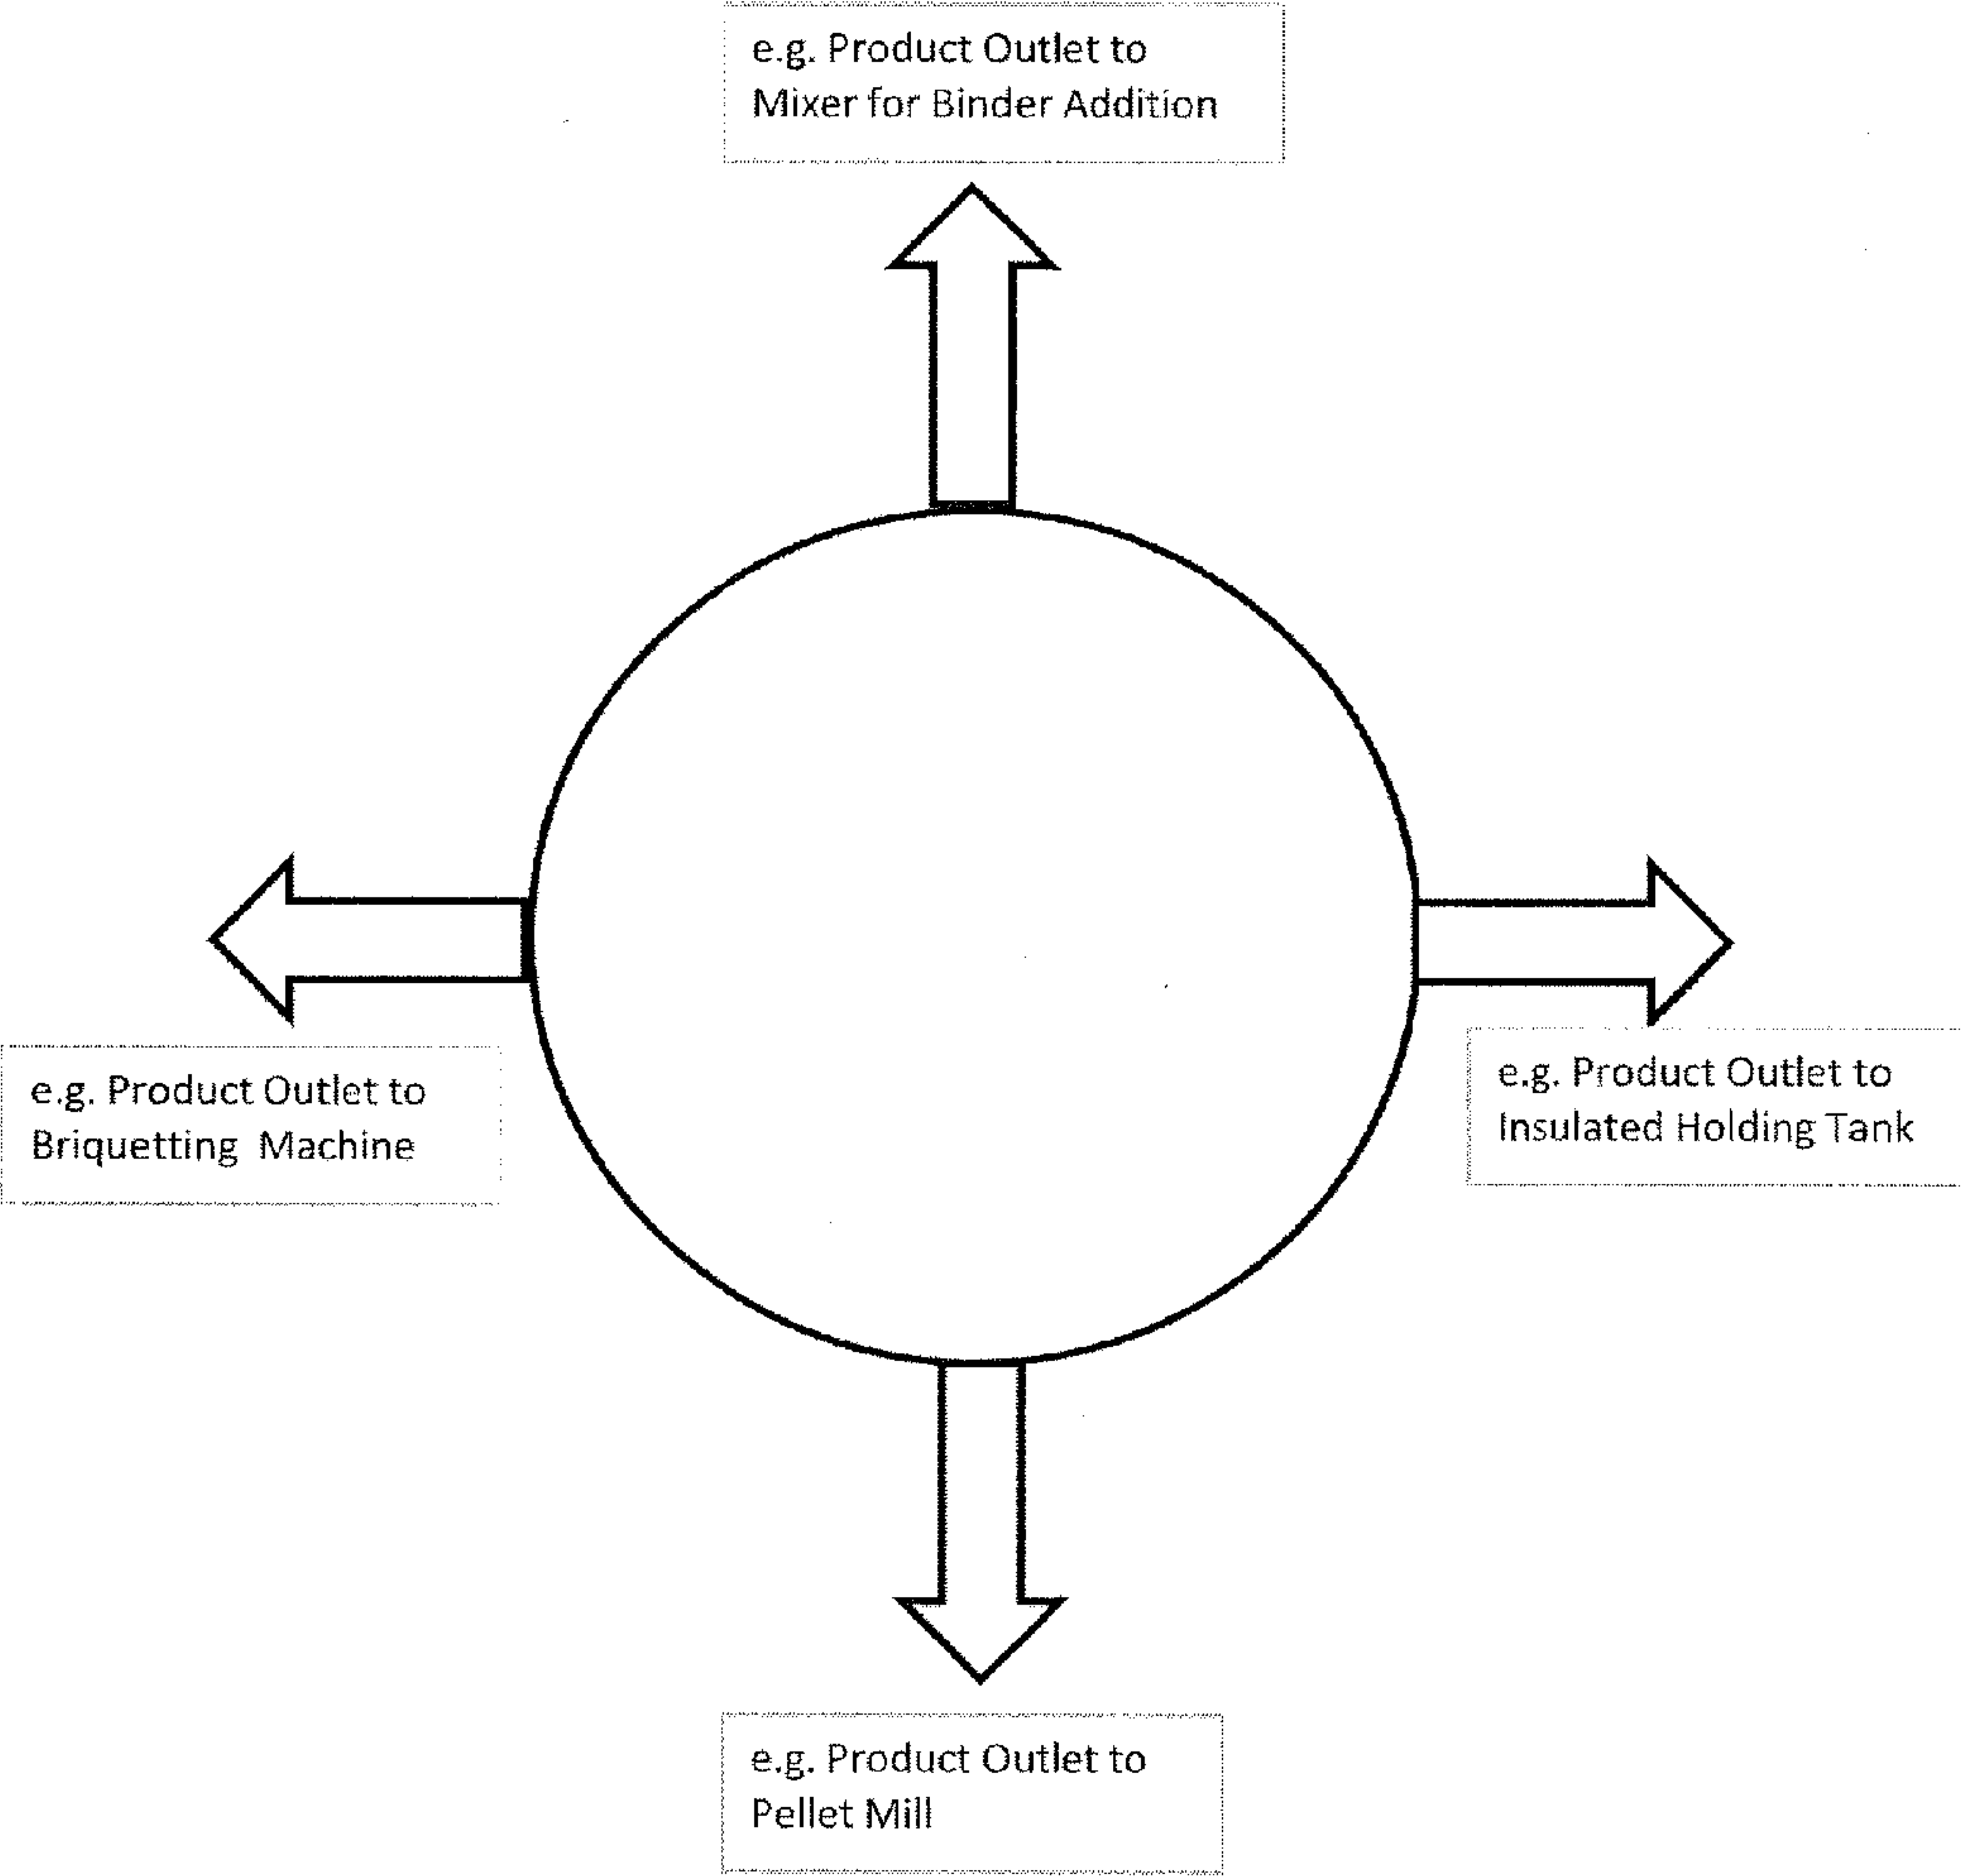 e.g. Product Outlet to
Mixer for Binder Addition
e.g. Product Outlet to
Briquetting Machine
e.g. Product Outlet to
Insulated Holding Tank
e.g. Product Outlet to
Pellet Mill